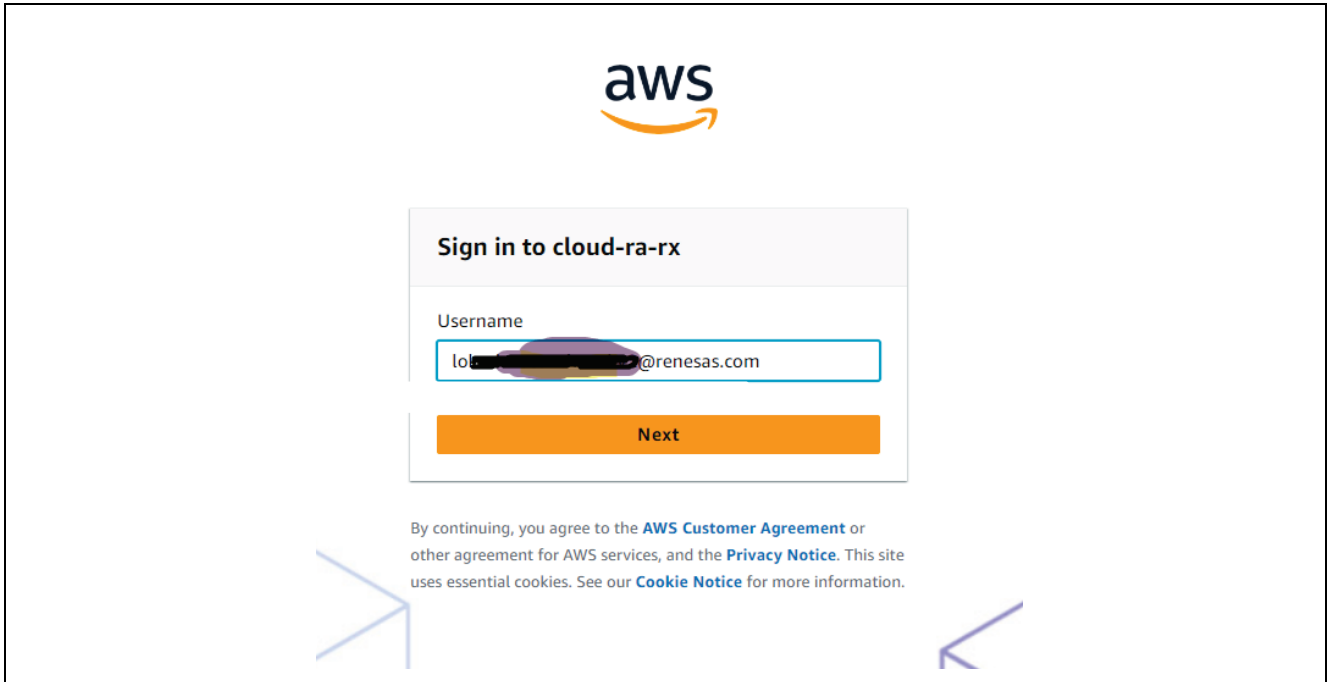 aws
Sign in to cloud-ra-rx
Username
@renesas.com
Next
By continuing, you agree to the AWS Customer Agreement or
other agreement for AWS services, and the Privacy Notice. This site
uses essential cookies. See our Cookie Notice for more information.